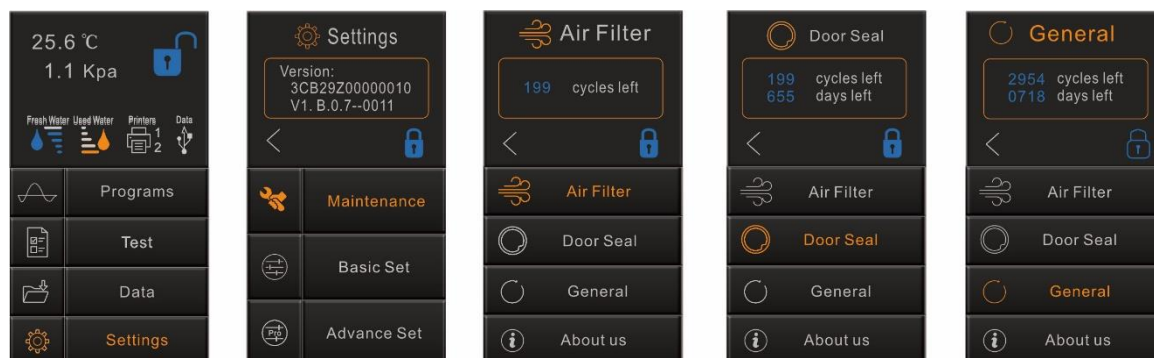 25.6 ℃
1.1 Kpa
Fresh Water Used Water Printers Data
1
2
Programs
Test
Data
Settings
Settings
Version:
3CB29Z00000010
V1. B.0.7--0011
Maintenance
Basic Set
Pro
Advance Set
Air Filter
199 cycles left
Air Filter
Door Seal
General
About us
Door Seal
199 cycles left
655 days left
Air Filter
Door Seal
General
About us
General
2954 cycles left
0718 days left
Air Filter
Door Seal
General
About us